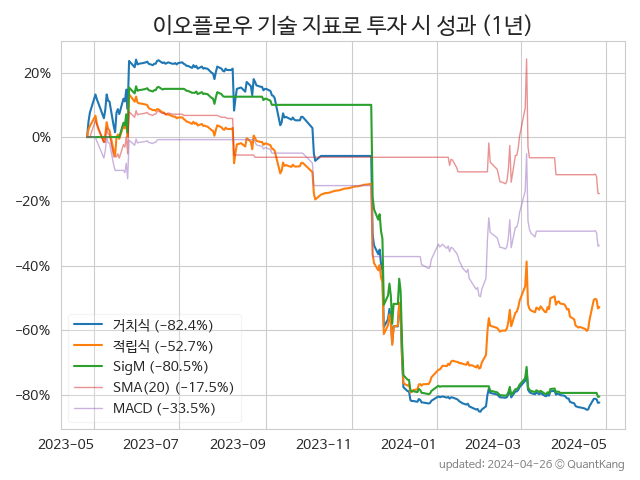 이오플로우 기술 지표로 투자 시 성과 (1년)
20%
0%
−20%
−40%
−60%
−80%
거치식 (−82.4%)
적립식 (−52.7%)
SigM (−80.5%)
SMA(20) (−17.5%)
MACD (−33.5%)
2023-05
2023-07
2023-09
2023-11
2024-01
2024-03
2024-05
updated: 2024-04-26 © QuantKang